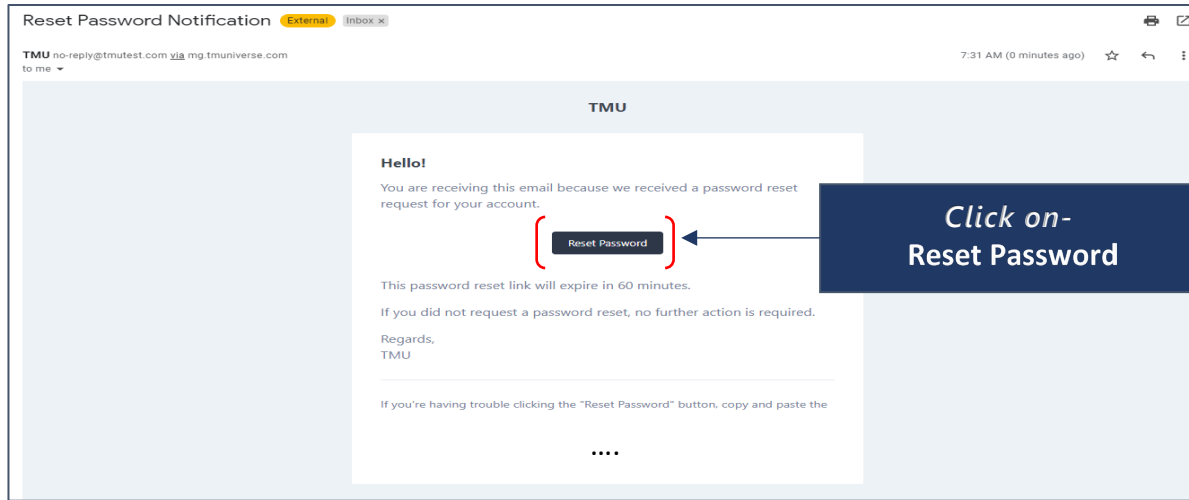 Reset Password Notification External Inbox x
TMU no-reply@tmutest.com via mg.tmuniverse.com 7:31 AM (0 minutes ago)
to me
TMU
Hello!
You are receiving this email because we received a password reset
request for your account.
Click on-
Reset Password
Reset Password
This password reset link will expire in 60 minutes.
If you did not request a password reset, no further action is required.
Regards,
TMU
If you're having trouble clicking the "Reset Password" button, copy and paste the
....